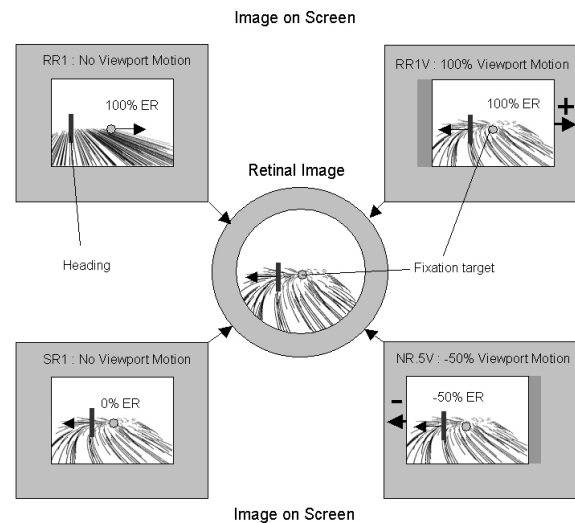 Image on Screen
RR1 : No Viewport Motion
100% ER
RR1V : 100% Viewport Motion
100% ER
+
Retinal Image
Heading
Fixation target
SR1 : No Viewport Motion
0% ER
NR.5V : -50% Viewport Motion
-50% ER
-
Image on Screen